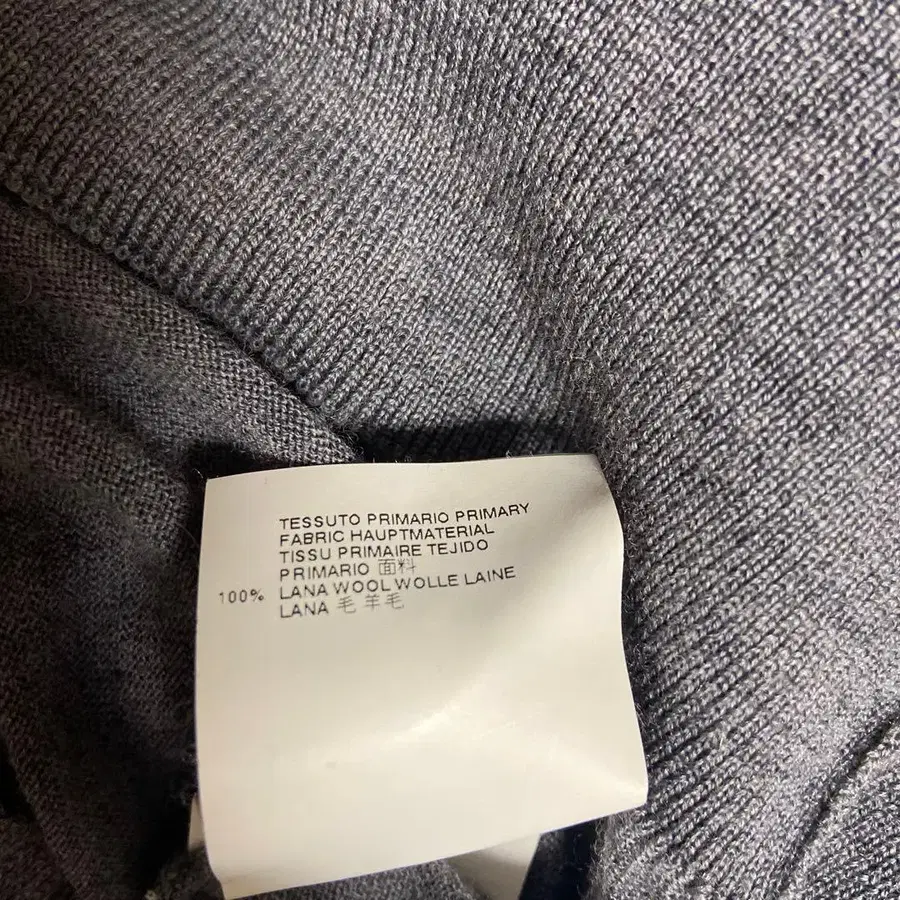 TESSUTO PRIMARIO PRIMARY
FABRIC HAUPTMATERIAL
TISSU PRIMAIRE TEJIDO
PRIMARIO 面料
100% LANA WOOL WOLLE LAINE
LANA 毛 羊毛